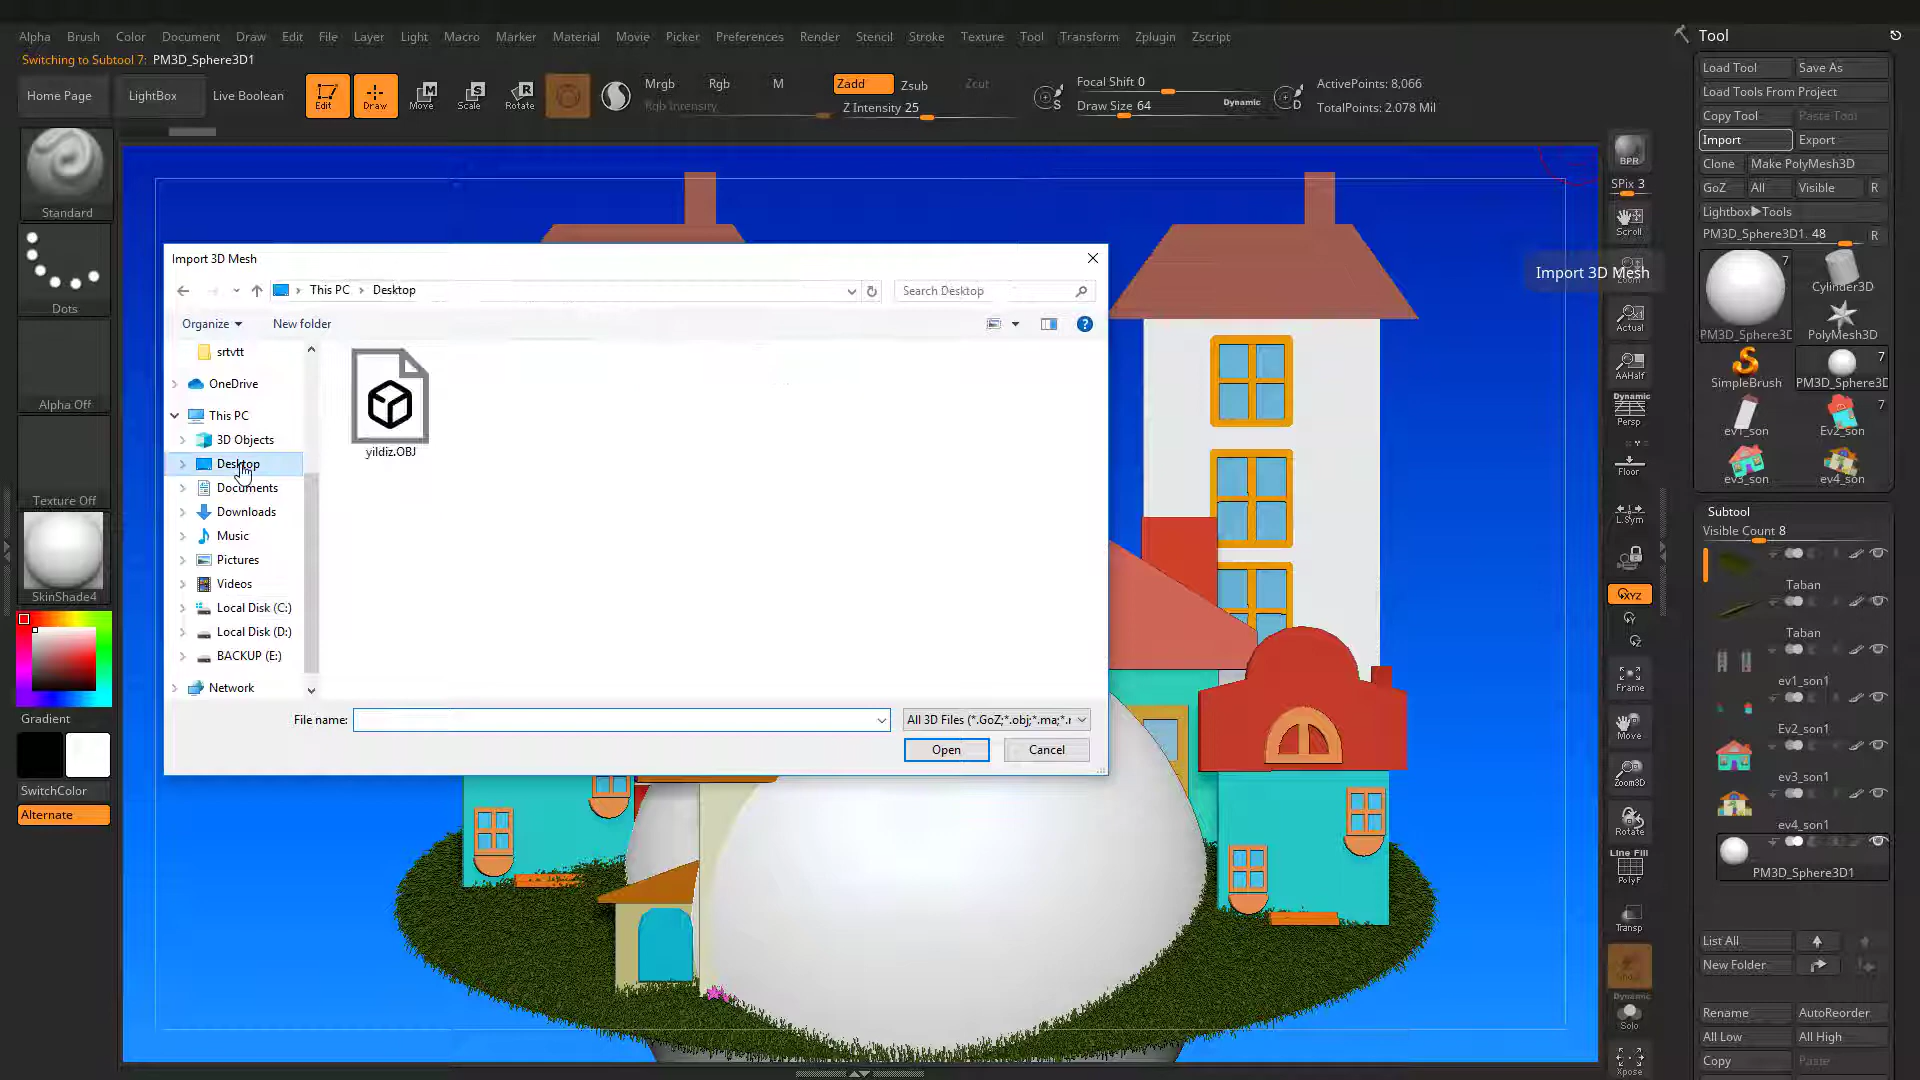 Alpha Brush Color Document Draw Edit File Layer Light Macro Marker Material Movie Picker Preferences Render Stencil Stroke Texture Tool Transform Zplugin Zscript
Switching to Subtool 7: PM3D_Sphere3D1
Home Page
LightBox
Live Boolean
Edit
Draw
Move
Scale
Rotate
Mrgb Rgb M
Rgb Intensity
Zadd Zsub Zcut
Z Intensity 25
S
Focal Shift 0
Draw Size 64
Dynamic
D
ActivePoints: 8,066
TotalPoints: 2.078 Mil
Standard
Dots
Alpha Off
Texture Off
SkinShade4
Gradient
SwitchColor
Alternate
Import 3D Mesh
This PC
Desktop
Search Desktop
Organize
New folder
srtvtt
OneDrive
This PC
3D Objects
Desktop
Documents
Downloads
Music
Pictures
Videos
Local Disk (C:)
Local Disk (D:)
BACKUP (E:)
Network
yildiz.OBJ
File name:
All 3D Files (*.GoZ;*.obj;*.ma;*.r
Open
Cancel
Import 3D Mesh
BPR
SPix 3
Scroll
Zoom
Actual
AAHalf
Dynamic
Persp
Floor
L.Sym
XYZ
Y
Frame
Move
Zoom3D
Rotate
Line Fill
PolyF
Transp
Dynamic
Solo
Xpose
Tool
Load Tool Save As
Load Tools From Project
Copy Tool Paste Tool
Import Export
Clone Make PolyMesh3D
GoZ All Visible R
Lightbox▶Tools
PM3D_Sphere3D1. 48 R
7
PM3D_Sphere3D
Cylinder3D
PolyMesh3D
SimpleBrush
7
PM3D_Sphere3D
ev1_son
7
Ev2_son
ev3_son
ev4_son
Subtool
Visible Count 8
Taban
Taban
ev1_son1
Ev2_son1
ev3_son1
ev4_son1
PM3D_Sphere3D1
List All
New Folder
Rename AutoReorder
All Low All High
Copy Paste